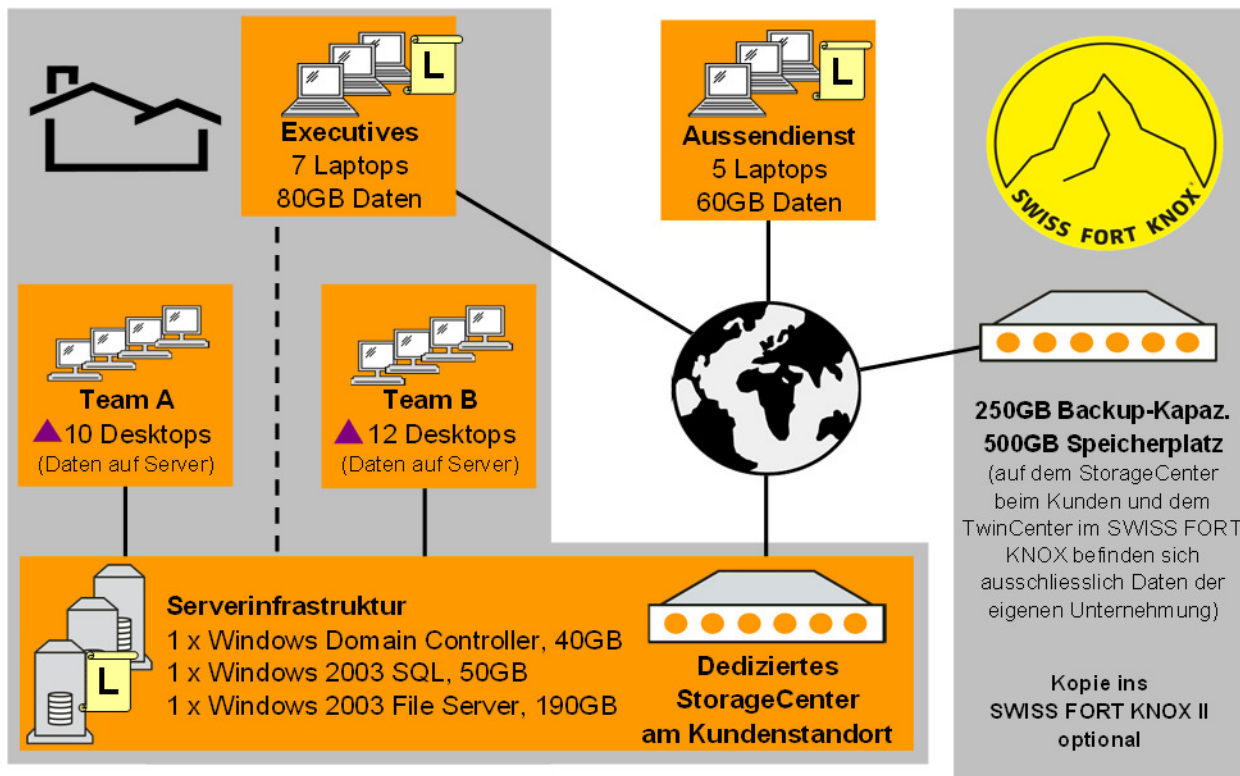 L
Executives
7 Laptops
80GB Daten
L
Aussendienst
5 Laptops
60GB Daten
SWISS FORT KNOX®
Team A
10 Desktops
(Daten auf Server)
Team B
12 Desktops
(Daten auf Server)
250GB Backup-Kapaz.
500GB Speicherplatz
(auf dem StorageCenter
beim Kunden und dem
TwinCenter im SWISS FORT
KNOX befinden sich
ausschliesslich Daten der
eigenen Unternehmung)
Kopie ins
SWISS FORT KNOX II
optional
L
Serverinfrastruktur
1 x Windows Domain Controller, 40GB
1 x Windows 2003 SQL, 50GB
1 x Windows 2003 File Server, 190GB
Dediziertes
StorageCenter
am Kundenstandort